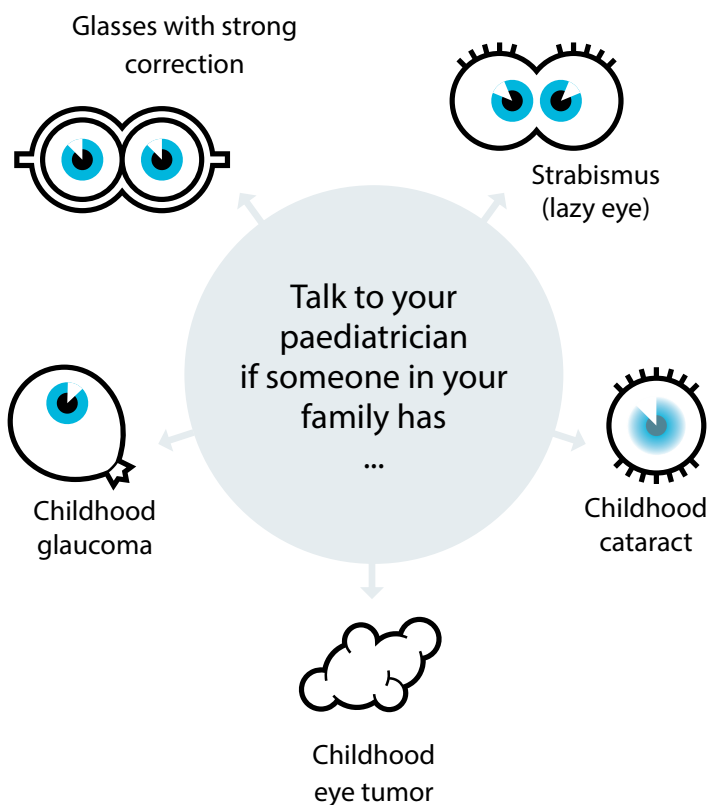 Glasses with strong
correction
Strabismus
(lazy eye)
Talk to your
paediatrician
if someone in your
family has
...
Childhood
glaucoma
Childhood
cataract
Childhood
eye tumor